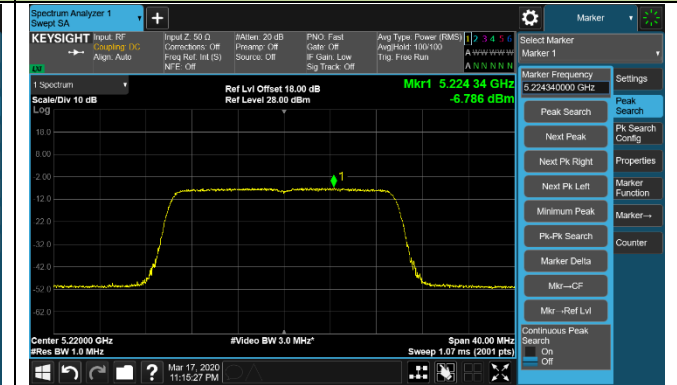 Spectrum Analyzer 1
Swept SA
+
Marker
KEYSIGHT
Input: RF
Coupling: DC
Align: Auto
Input Z: 50 Ω
Corrections: Off
Freq Ref: Int (S)
NFE: Off
#Atten: 20 dB
Preamp: Off
Source: Off
PNO: Fast
Gate: Off
IF Gain: Low
Sig Track: Off
Avg Type: Power (RMS)
Avg|Hold: 100/100
Trig: Free Run
1 2 3 4 5 6
A W W W W W
A N N N N N
LXI
Select Marker
Marker 1
1 Spectrum
Scale/Div 10 dB
Log
Ref Lvl Offset 18.00 dB
Ref Level 28.00 dBm
Mkr1 5.224 34 GHz
-6.786 dBm
18.0
8.00
-2.00
-12.0
-22.0
-32.0
-42.0
-52.0
-62.0
1
Center 5.22000 GHz
#Res BW 1.0 MHz
#Video BW 3.0 MHz*
Span 40.00 MHz
Sweep 1.07 ms (2001 pts)
Marker Frequency
5.224340000 GHz
Peak Search
Next Peak
Next Pk Right
Next Pk Left
Minimum Peak
Pk-Pk Search
Marker Delta
Mkr→CF
Mkr→Ref Lvl
Continuous Peak
Search
On
Off
Settings
Peak
Search
Pk Search
Config
Properties
Marker
Function
Marker→
Counter
?
Mar 17, 2020
11:15:27 PM